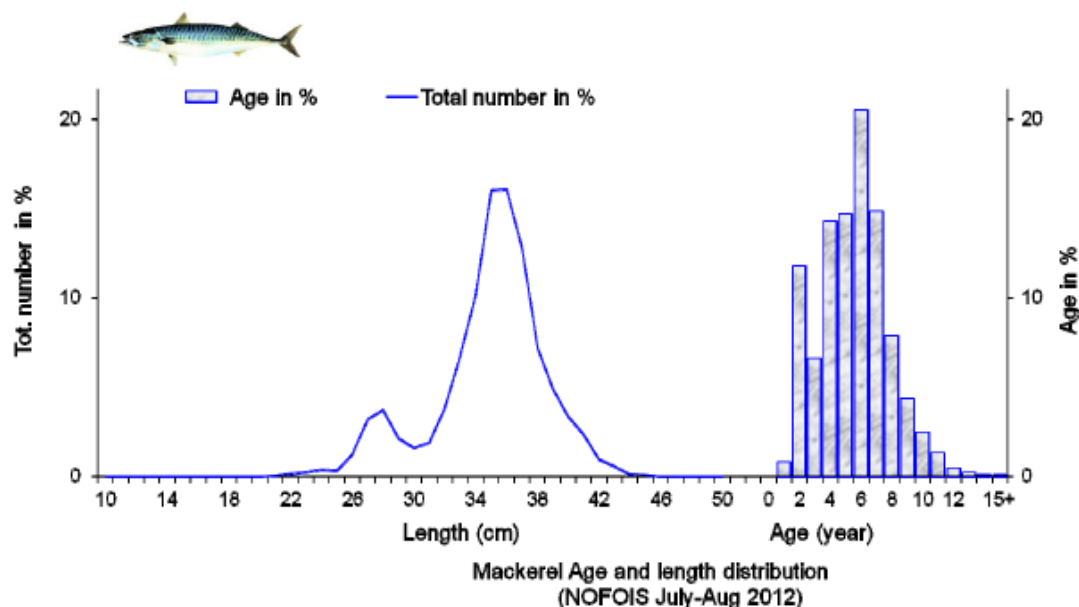 Age in % Total number in %
20 20
10 10
0 0
Tot. number in %
Age in %
10 14 18 22 26 30 34 38 42 46 50 0 2 4 6 8 10 12 15+
Length (cm) Age (year)
Mackerel Age and length distribution
(NOFOIS July-Aug 2012)